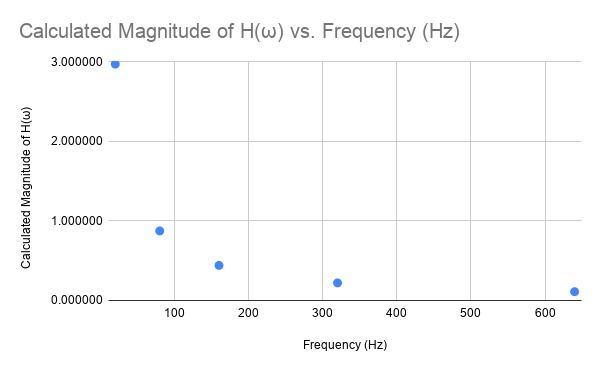 Calculated Magnitude of H(ω) vs. Frequency (Hz)
Calculated Magnitude of H(ω)
3.000000
2.000000
1.000000
0.000000
100 200 300 400 500 600
Frequency (Hz)